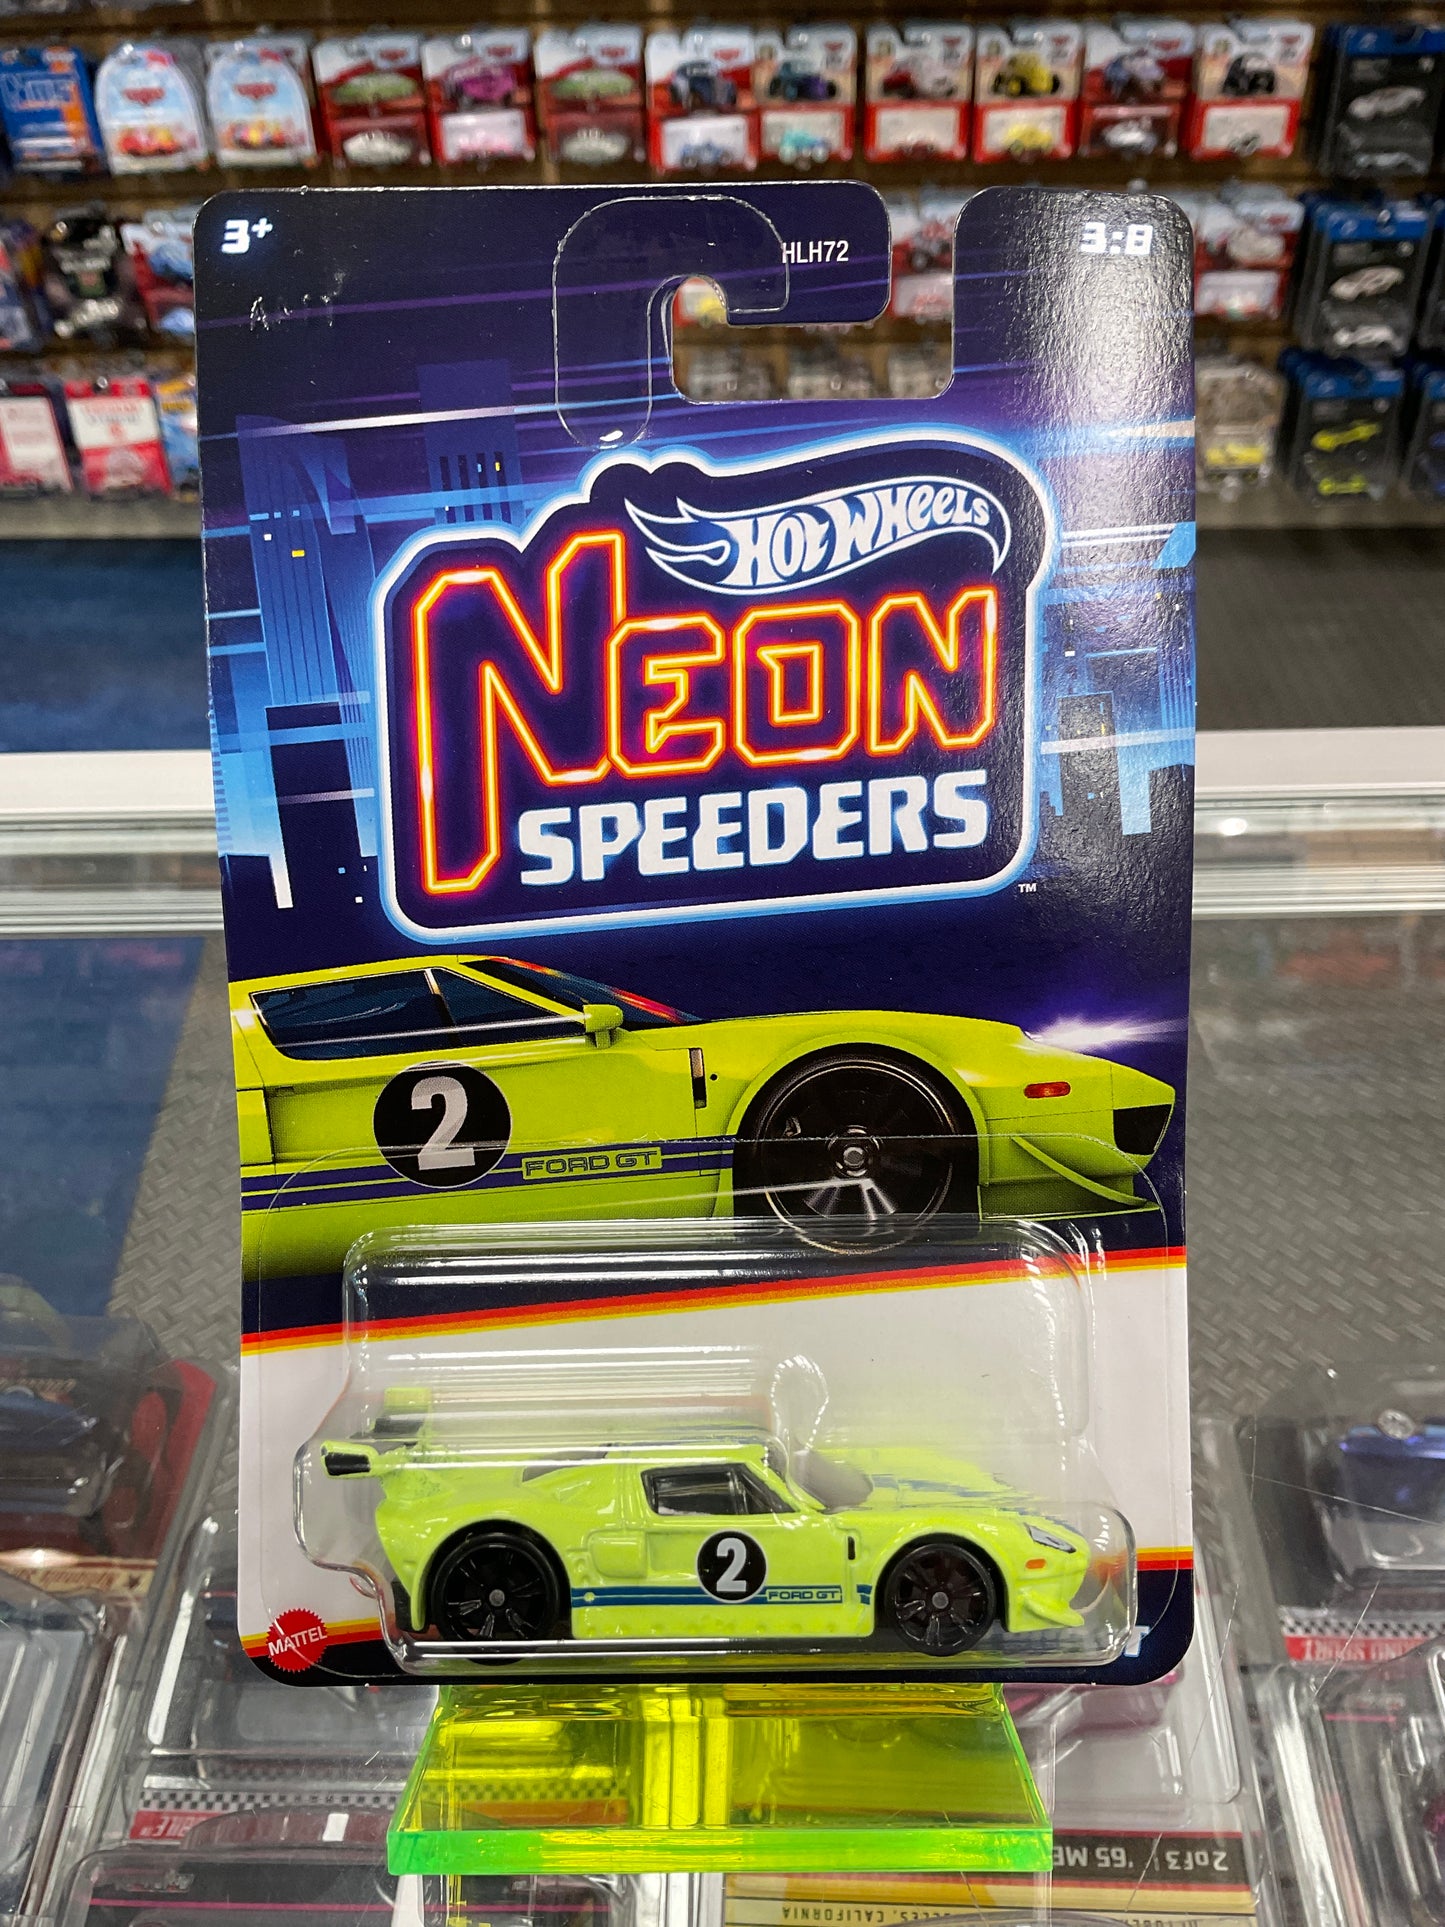 3+
HLH72
3:8
HOT WHEELS
NEON
SPEEDERS
™
2
FORD GT
2
FORD GT
MATTEL
2 of 3 '65 ME
CALIFORNIA